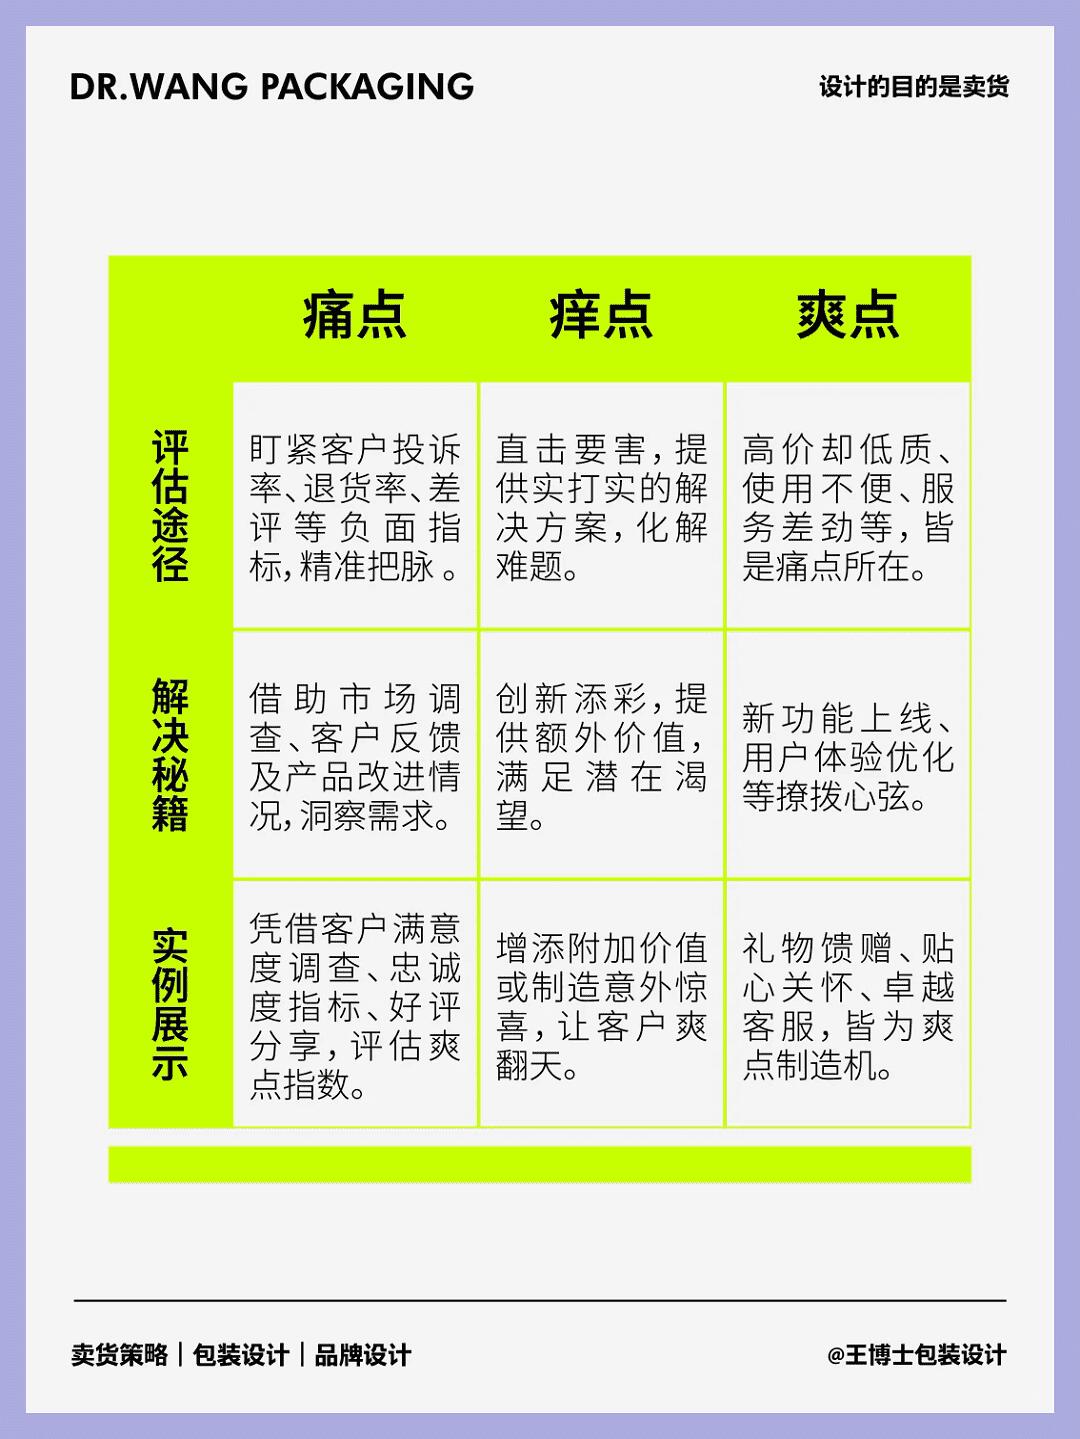 DR.WANG PACKAGING
设计的目的是卖货
痛点
痒点
爽点
评估途径
盯紧客户投诉
率、退货率、差
评等负面指
标，精准把脉。
直击要害，提
供实打实的解
决方案，化解
难题。
高价却低质、
使用不便、服
务差劲等，皆
是痛点所在。
解决秘籍
借助市场调
查、客户反馈
及产品改进情
况，洞察需求。
创新添彩，提
供额外价值，
满足潜在渴
望。
新功能上线、
用户体验优化
等撩拨心弦。
实例展示
凭借客户满意
度调查、忠诚
度指标、好评
分享，评估爽
点指数。
增添附加价值
或制造意外惊
喜，让客户爽
翻天。
礼物馈赠、贴
心关怀、卓越
客服，皆为爽
点制造机。
卖货策略｜包装设计｜品牌设计
@王博士包装设计